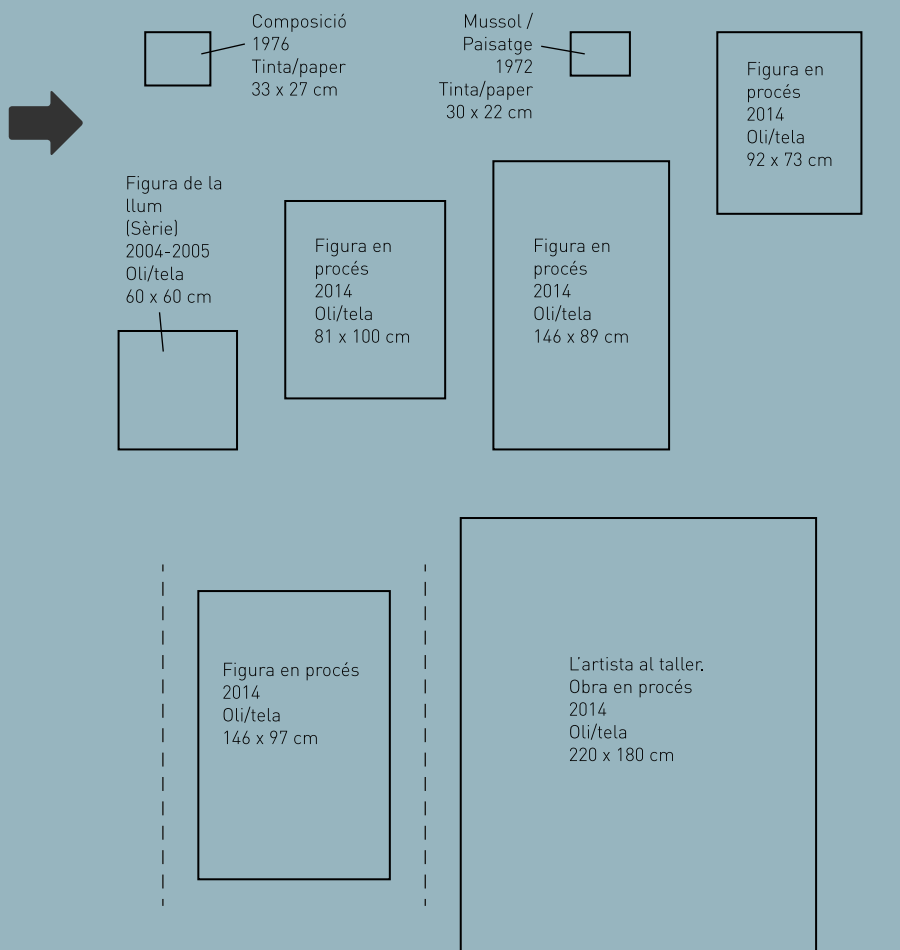 Composició
1976
Tinta/paper
33 x 27 cm
Mussol /
Paisatge
1972
Tinta/paper
30 x 22 cm
Figura en
procés
2014
Oli/tela
92 x 73 cm
Figura de la
llum
(Sèrie)
2004-2005
Oli/tela
60 x 60 cm
Figura en
procés
2014
Oli/tela
81 x 100 cm
Figura en
procés
2014
Oli/tela
146 x 89 cm
Figura en procés
2014
Oli/tela
146 x 97 cm
L'artista al taller.
Obra en procés
2014
Oli/tela
220 x 180 cm